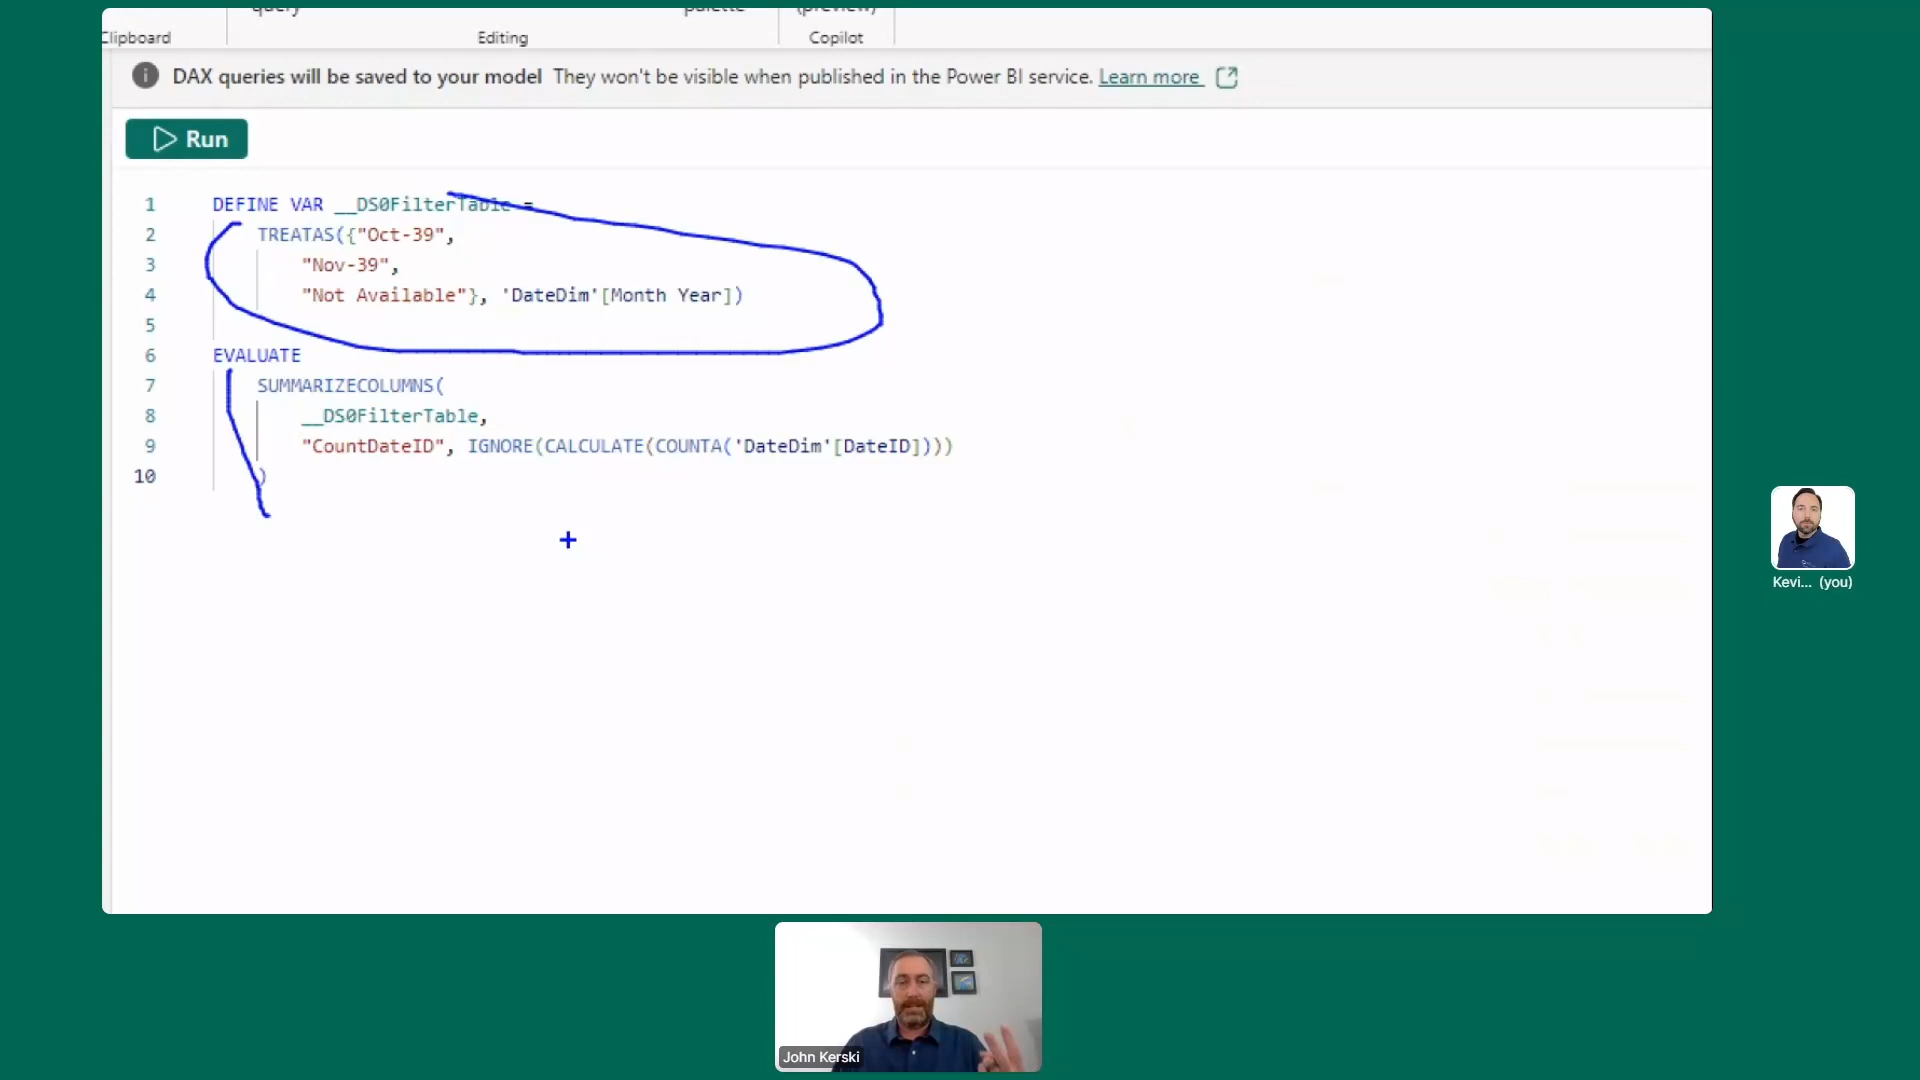 query palette (preview)
Clipboard Editing Copilot
DAX queries will be saved to your model They won't be visible when published in the Power BI service. Learn more
Run
1 DEFINE VAR __DS0FilterTable =
2 TREATAS({"Oct-39",
3 "Nov-39",
4 "Not Available"}, 'DateDim'[Month Year])
5
6 EVALUATE
7 SUMMARIZECOLUMNS(
8 __DS0FilterTable,
9 "CountDateID", IGNORE(CALCULATE(COUNTA('DateDim'[DateID])))
10 )
Kevi... (you)
John Kerski